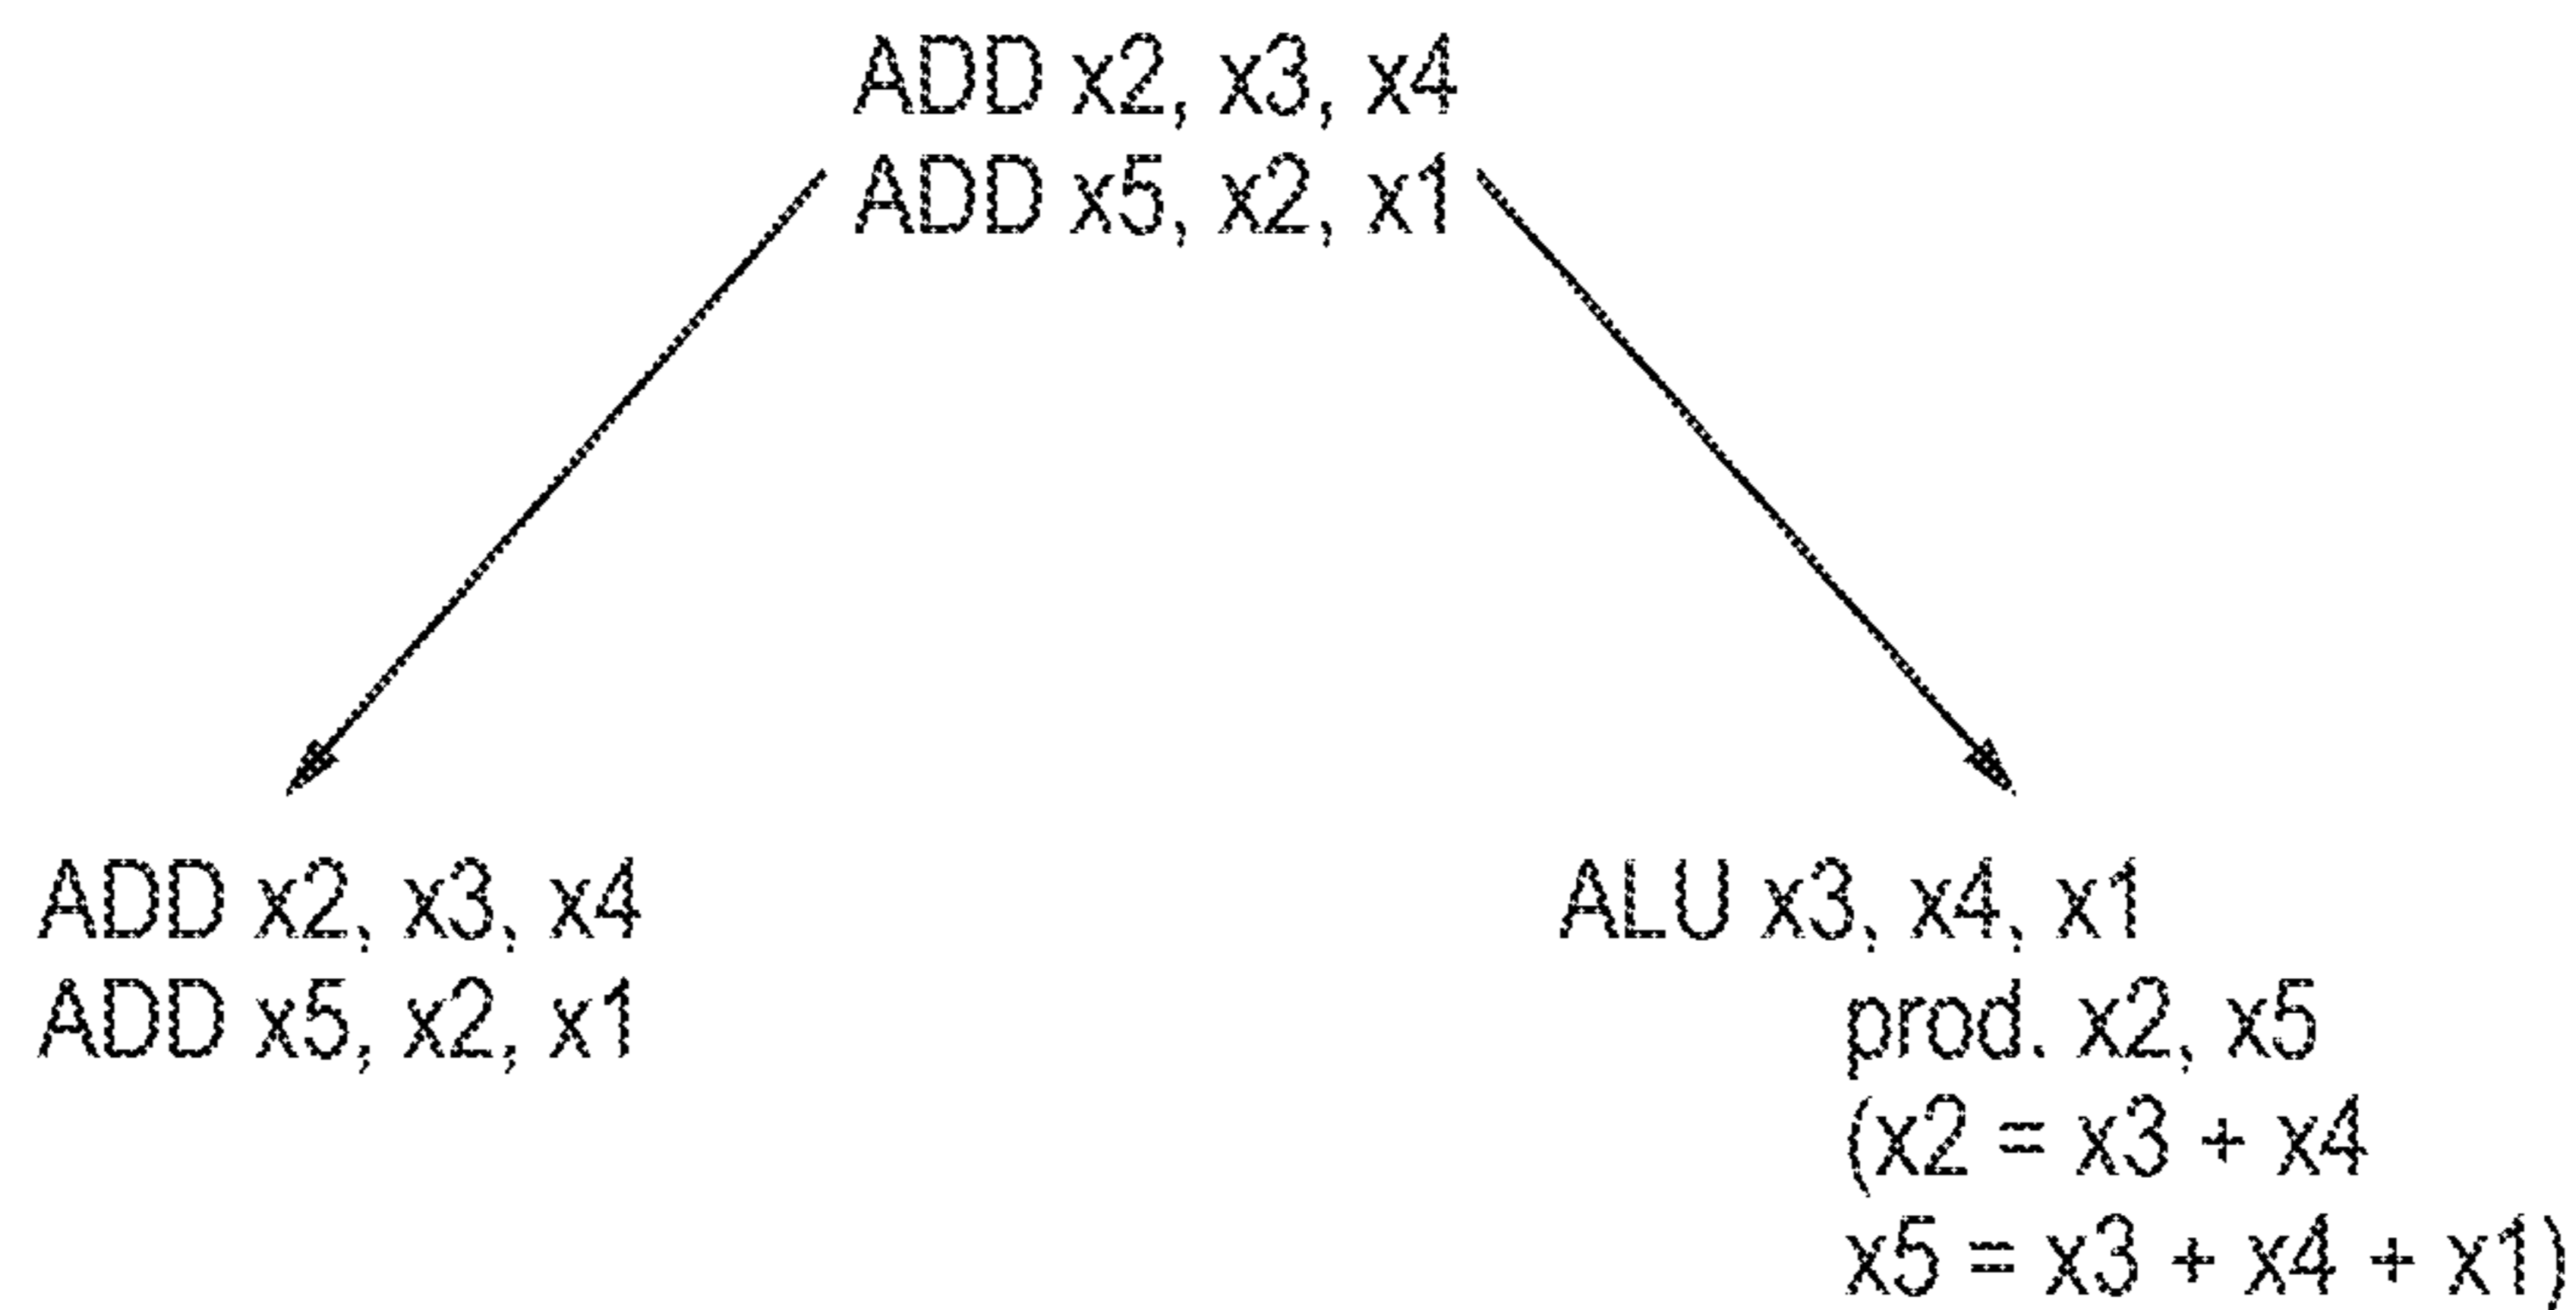 ADD x2, x3, x4
ADD x5, x2, x1
ADD x2, x3, x4
ADD x5, x2, x1
ALU x3, x4, x1
prod. x2, x5
(x2 = x3 + x4
x5 = x3 + x4 + x1)